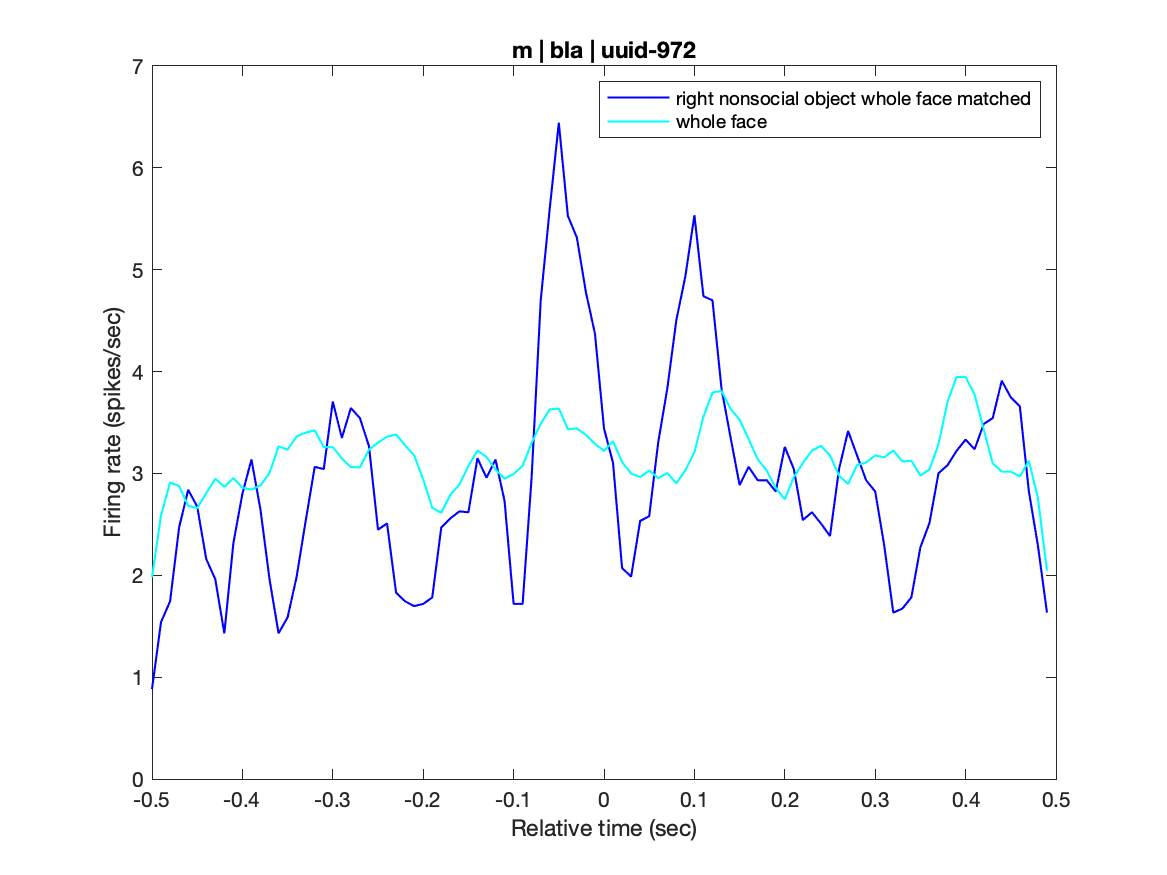 m | bla | uuid-972
right nonsocial object whole face matched
whole face
Firing rate (spikes/sec)
7
6
5
4
3
2
1
0
-0.5 -0.4 -0.3 -0.2 -0.1 0 0.1 0.2 0.3 0.4 0.5
Relative time (sec)